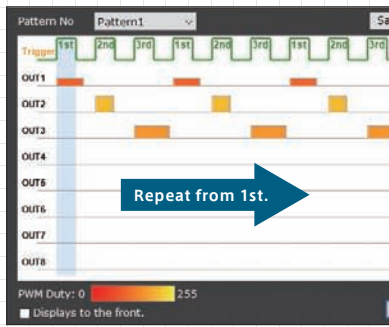 Pattern No Pattern1 Sa
Trigger 1st 2nd 3rd 1st 2nd 3rd 1st 2nd 3rd
OUT1
OUT2
OUT3
OUT4
OUT5
OUT6
OUT7
OUT8
Repeat from 1st.
PWM Duty: 0 255
Displays to the front.